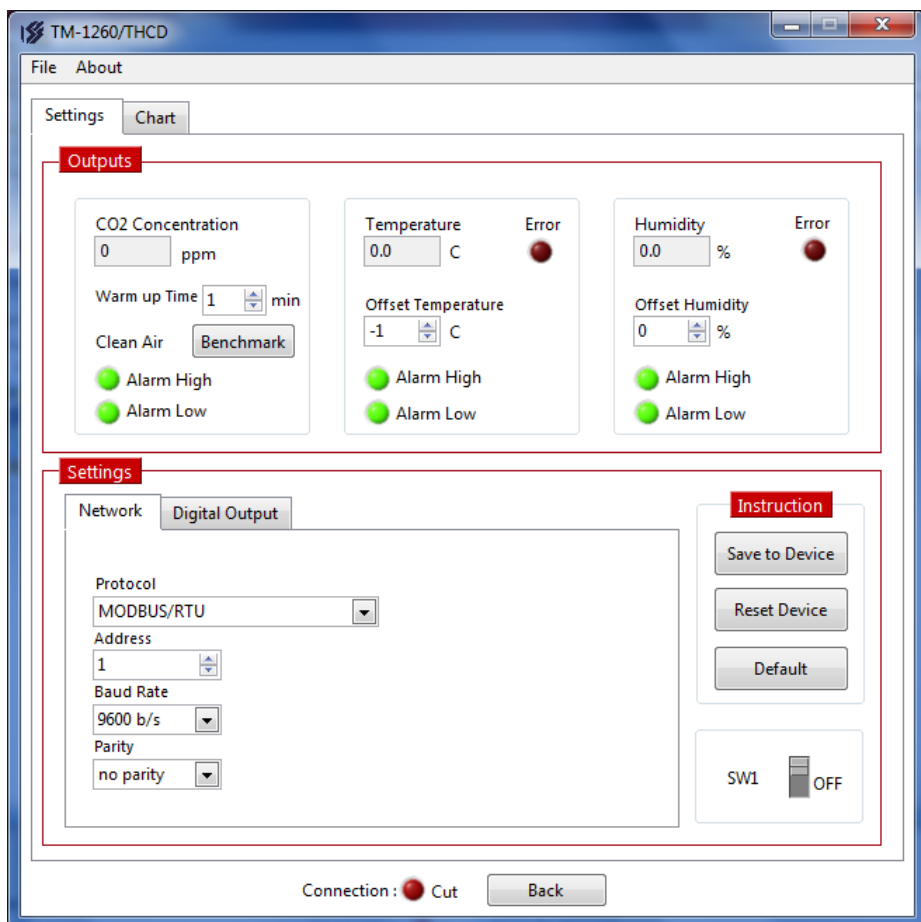 TM-1260/THCD
File About
Settings Chart
Outputs
CO2 Concentration
0 ppm
Warm up Time 1 min
Clean Air Benchmark
Alarm High
Alarm Low
Temperature Error
0.0 C
Offset Temperature
-1 C
Alarm High
Alarm Low
Humidity Error
0.0 %
Offset Humidity
0 %
Alarm High
Alarm Low
Settings
Network Digital Output
Protocol
MODBUS/RTU
Address
1
Baud Rate
9600 b/s
Parity
no parity
Instruction
Save to Device
Reset Device
Default
SW1 OFF
Connection : Cut Back